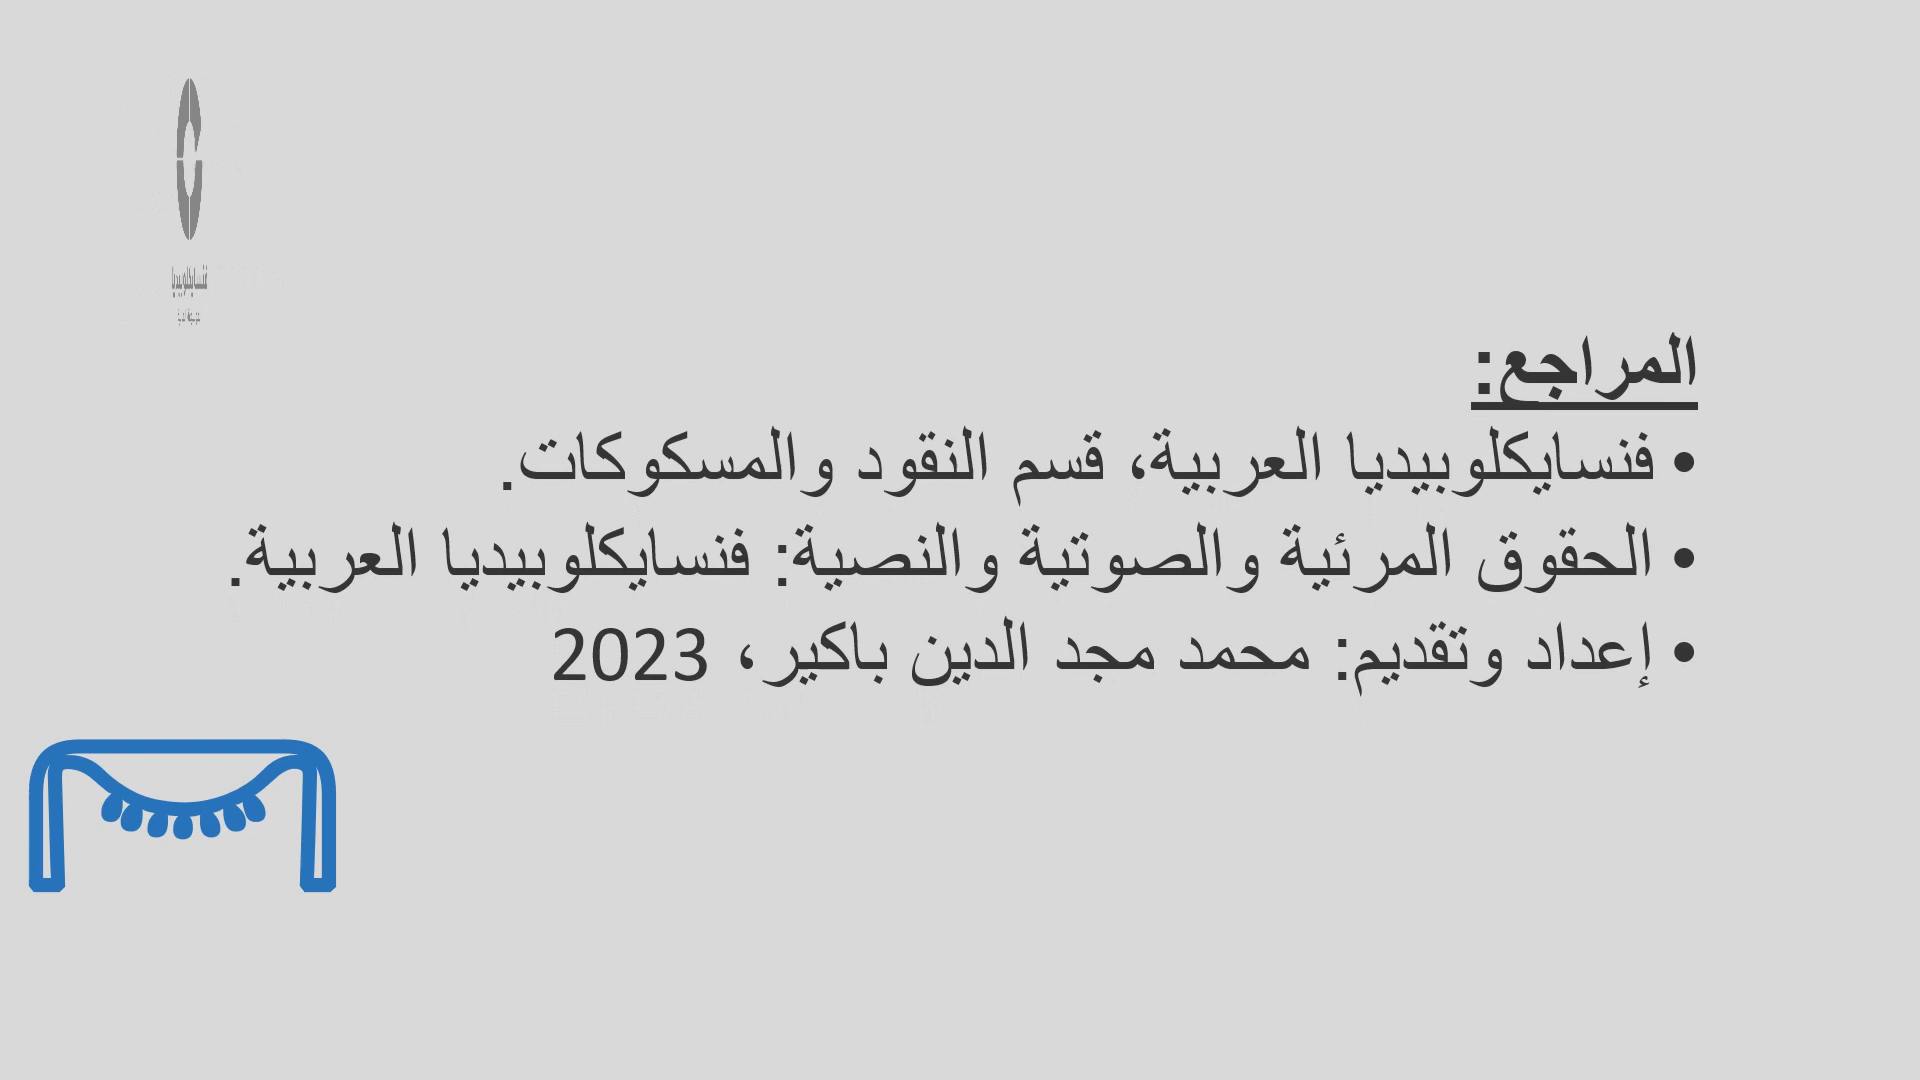 فنسايكلوبيديا
المراجع:
• فنسايكلوبيديا العربية، قسم النقود والمسكوكات.
• الحقوق المرئية والصوتية والنصية: فنسايكلوبيديا العربية.
• إعداد وتقديم: محمد مجد الدين باكير، 2023